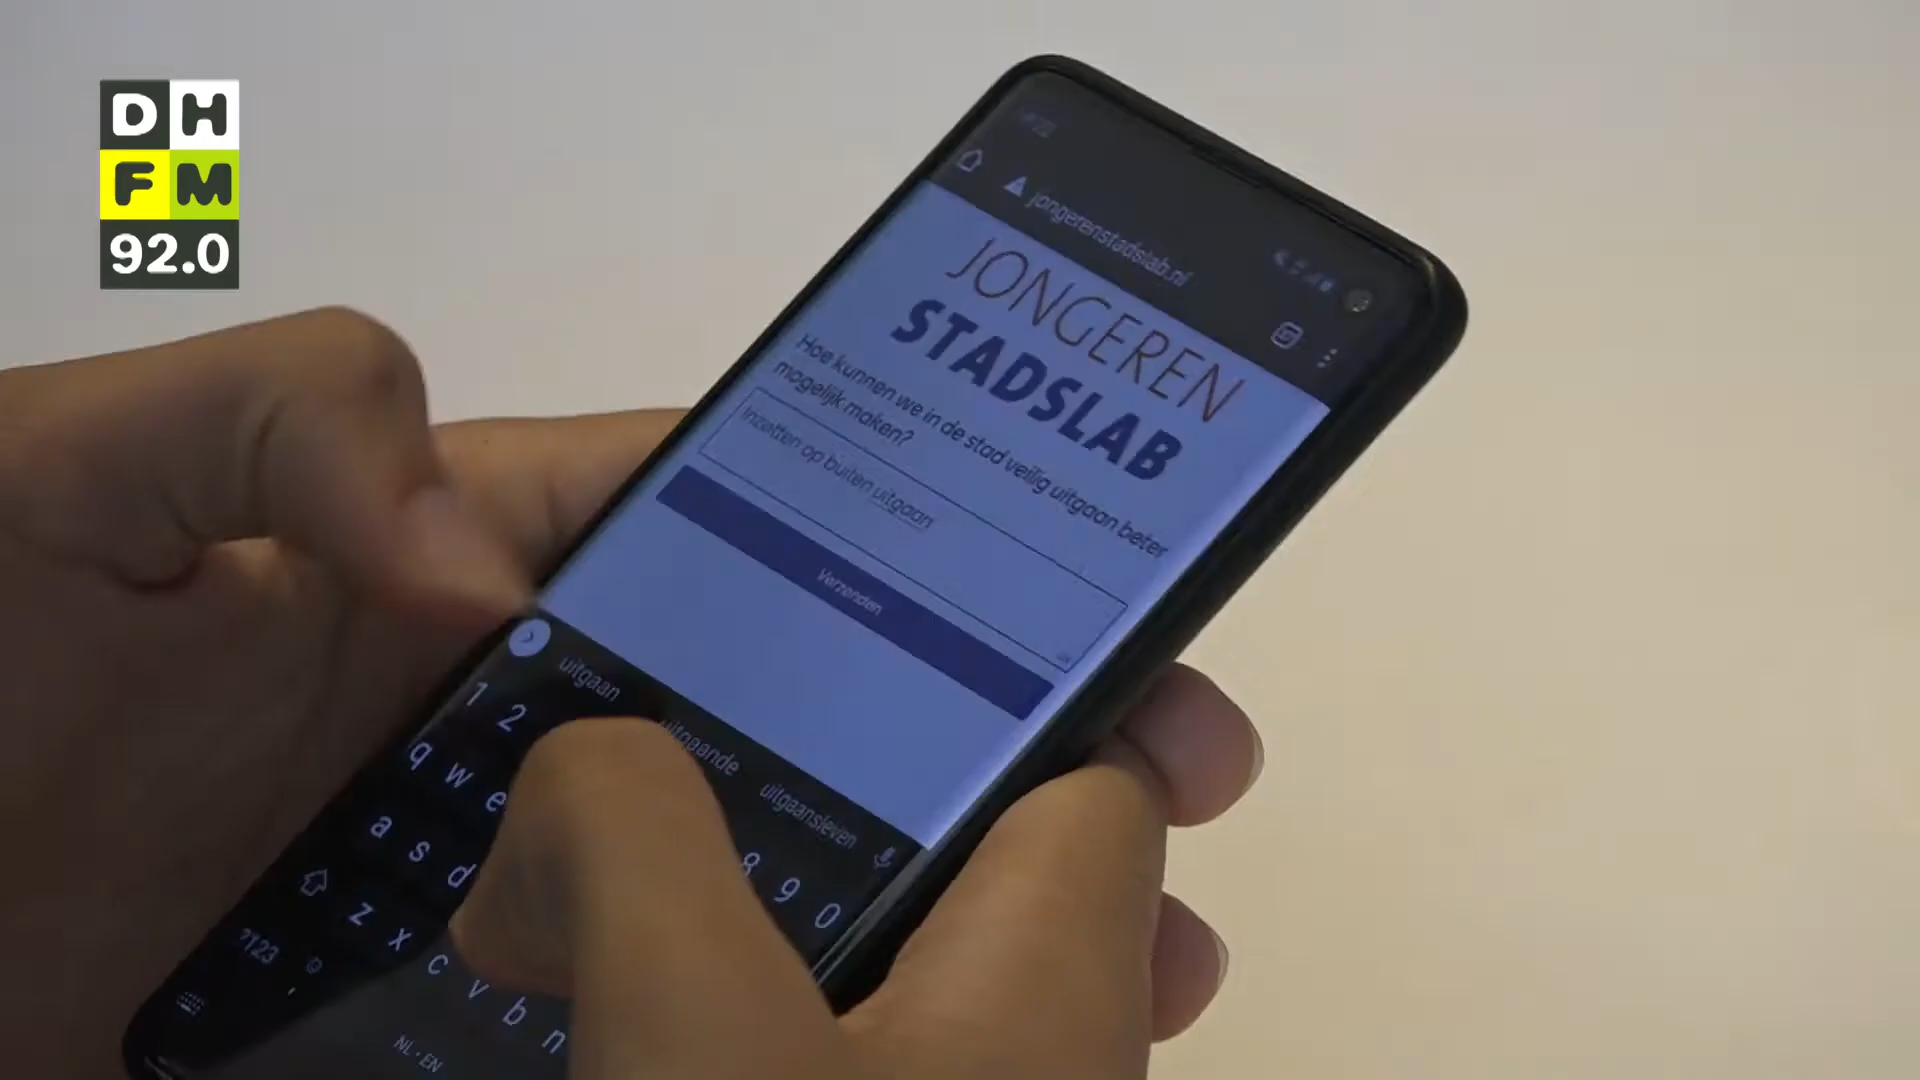 DH
FM
92.0
jongerenstadslab.nl
JONGEREN
STADSLAB
Hoe kunnen we in de stad veilig uitgaan beter
mogelijk maken?
Inzetten op buiten uitgaan
Verzenden
uitgaan
uitgaande
uitgaansleven
1 2 8 9 0
q w e
a s d
z x c v b n
?123
,
NL • EN